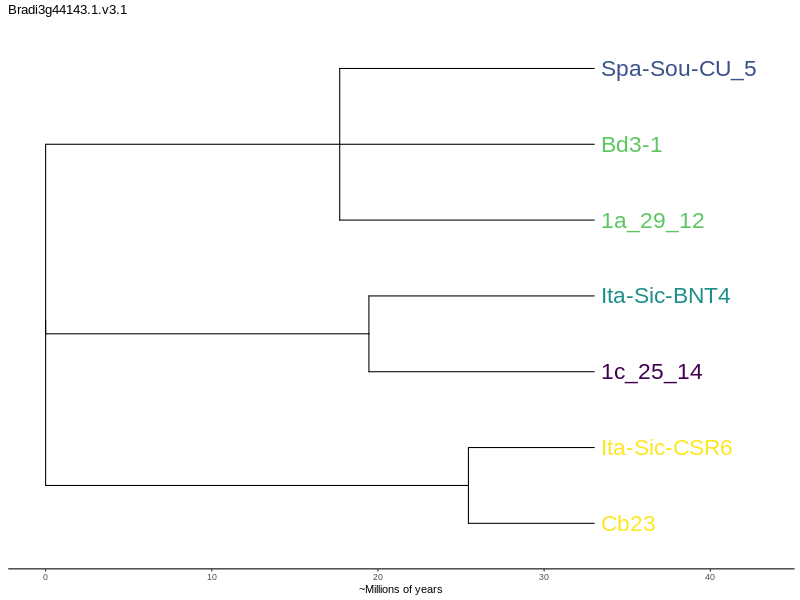 Bradi3g44143.1.v3.1
Spa-Sou-CU_5
Bd3-1
1a_29_12
Ita-Sic-BNT4
1c_25_14
Ita-Sic-CSR6
Cb23
0 10 20 30 40
~Millions of years